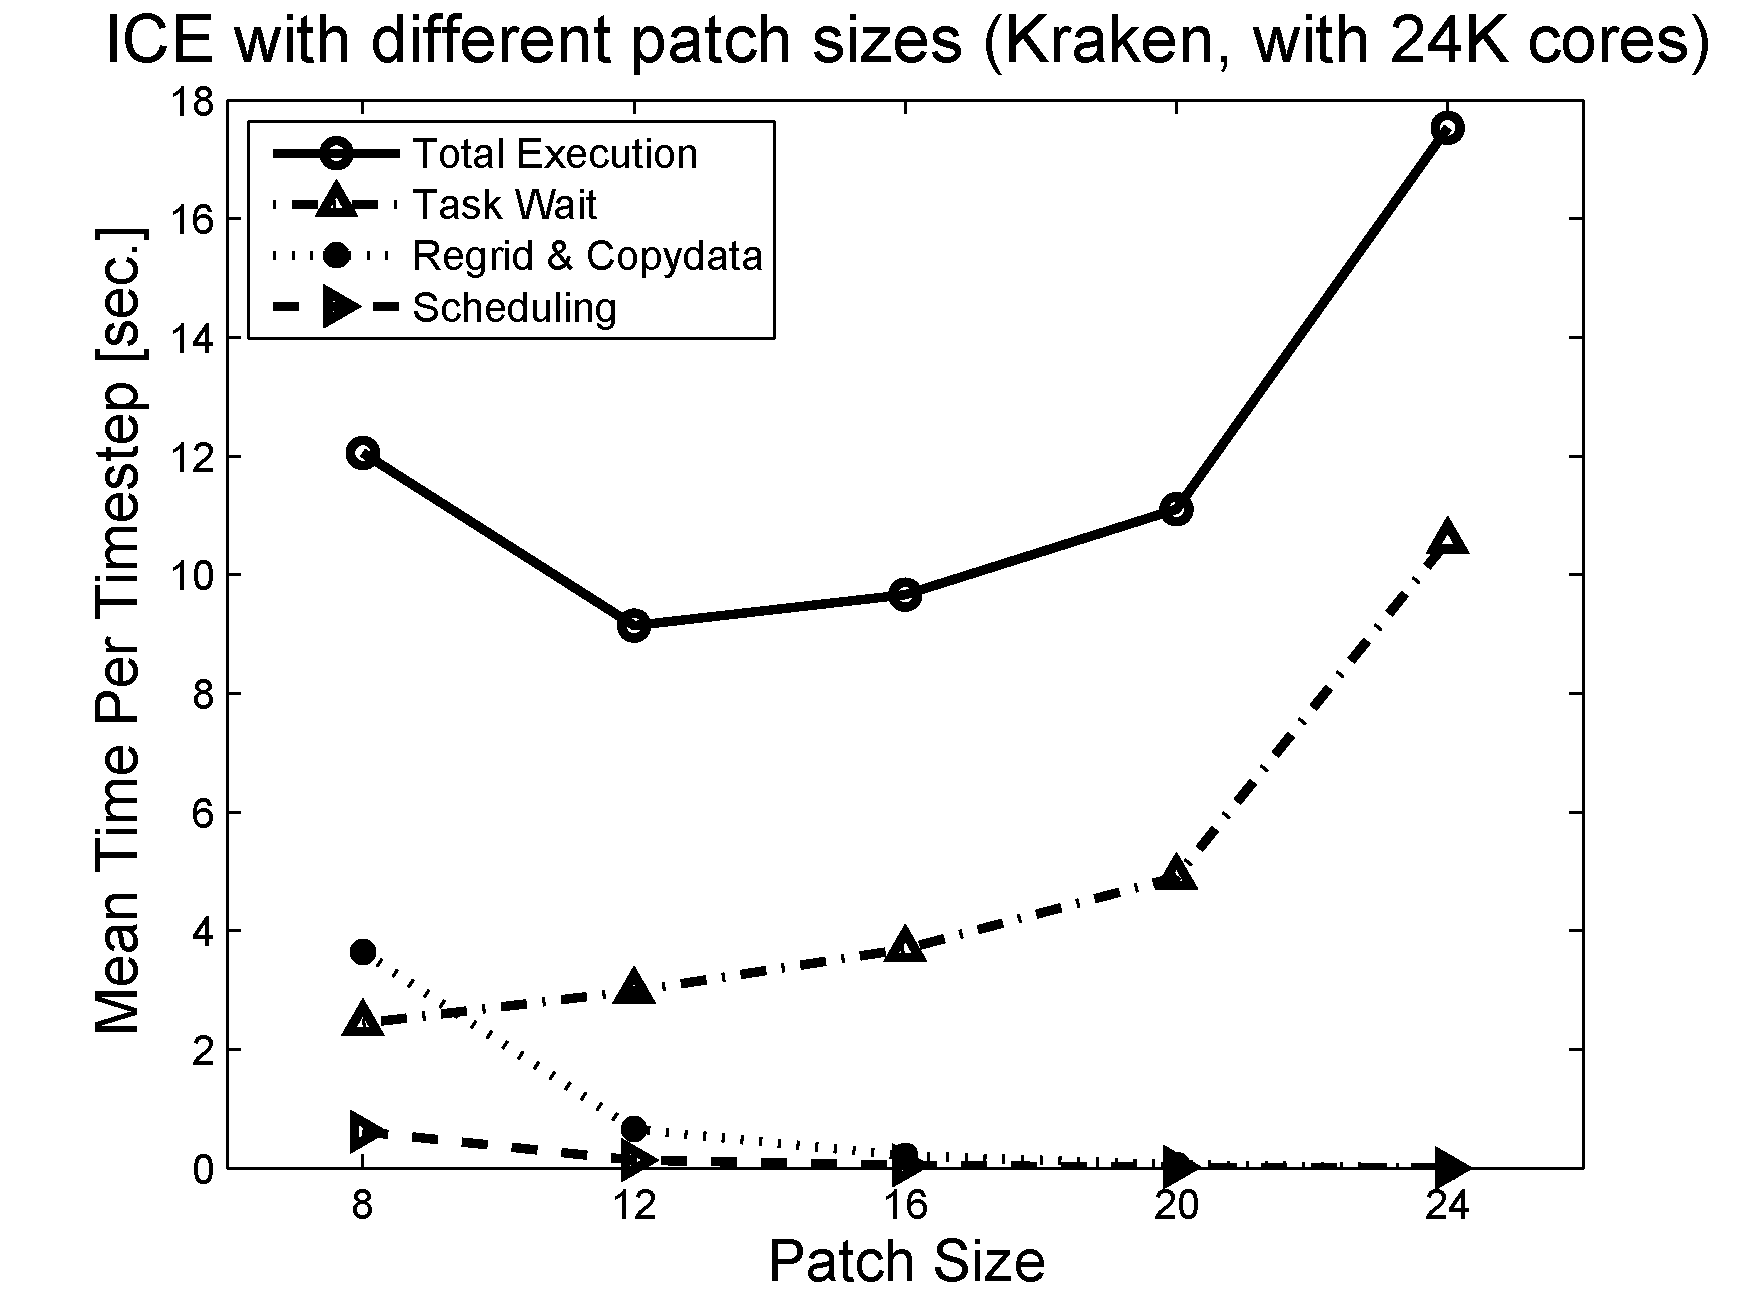 ICE with different patch sizes (Kraken, with 24K cores)
18
16
14
12
10
8
6
4
2
0
Mean Time Per Timestep [sec.]
Total Execution
Task Wait
Regrid & Copydata
Scheduling
8 12 16 20 24
Patch Size